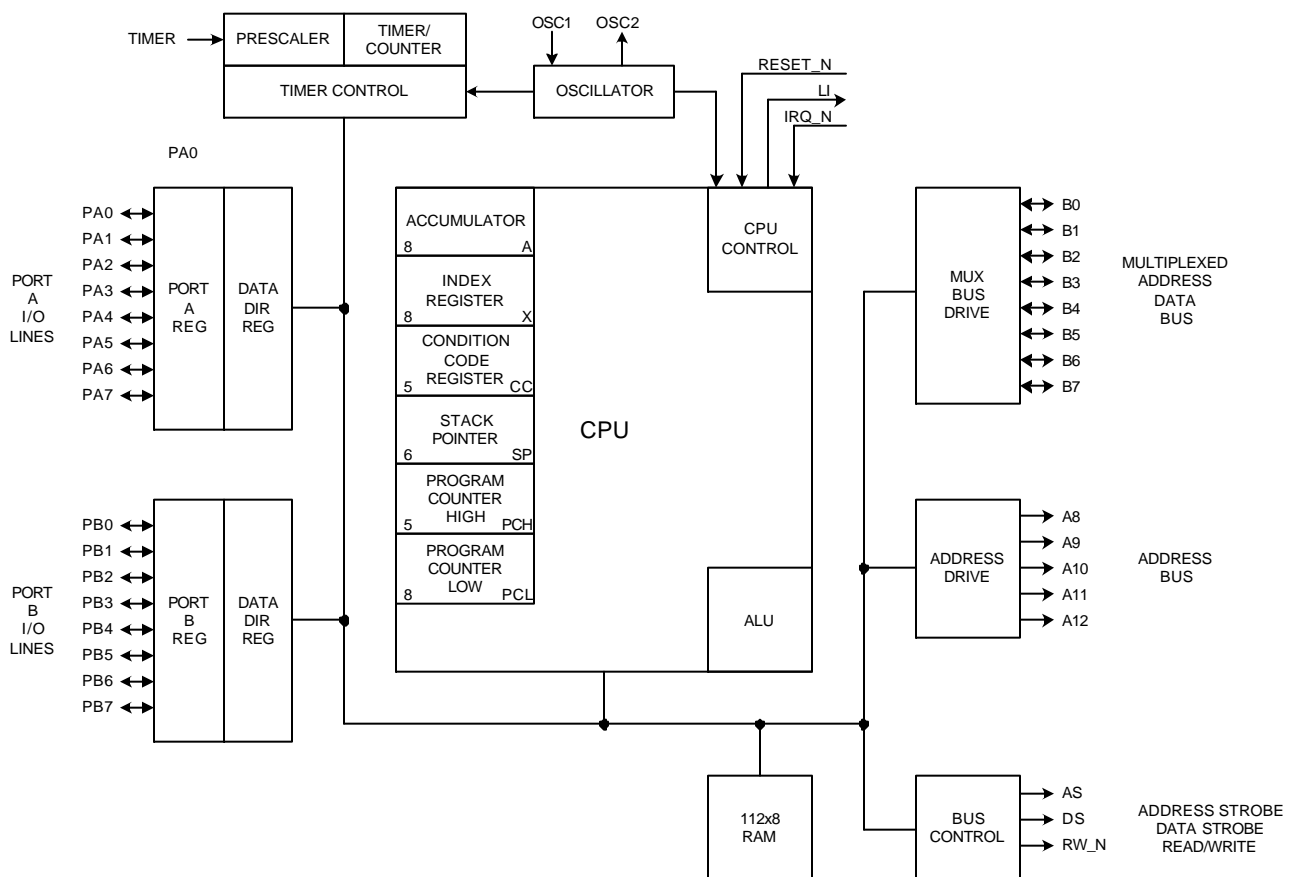 TIMER
PRESCALER
TIMER/
COUNTER
TIMER CONTROL
OSC1
OSC2
OSCILLATOR
RESET_N
LI
IRQ_N
PA0
PORT
A
I/O
LINES
PA0
PA1
PA2
PA3
PA4
PA5
PA6
PA7
PORT
A
REG
DATA
DIR
REG
ACCUMULATOR
8 A
INDEX
REGISTER
8 X
CONDITION
CODE
REGISTER
5 CC
STACK
POINTER
6 SP
PROGRAM
COUNTER
HIGH
5 PCH
PROGRAM
COUNTER
LOW
8 PCL
CPU
CPU
CONTROL
ALU
MUX
BUS
DRIVE
B0
B1
B2
B3
B4
B5
B6
B7
MULTIPLEXED
ADDRESS
DATA
BUS
PORT
B
I/O
LINES
PB0
PB1
PB2
PB3
PB4
PB5
PB6
PB7
PORT
B
REG
DATA
DIR
REG
ADDRESS
DRIVE
A8
A9
A10
A11
A12
ADDRESS
BUS
112x8
RAM
BUS
CONTROL
AS
DS
RW_N
ADDRESS STROBE
DATA STROBE
READ/WRITE